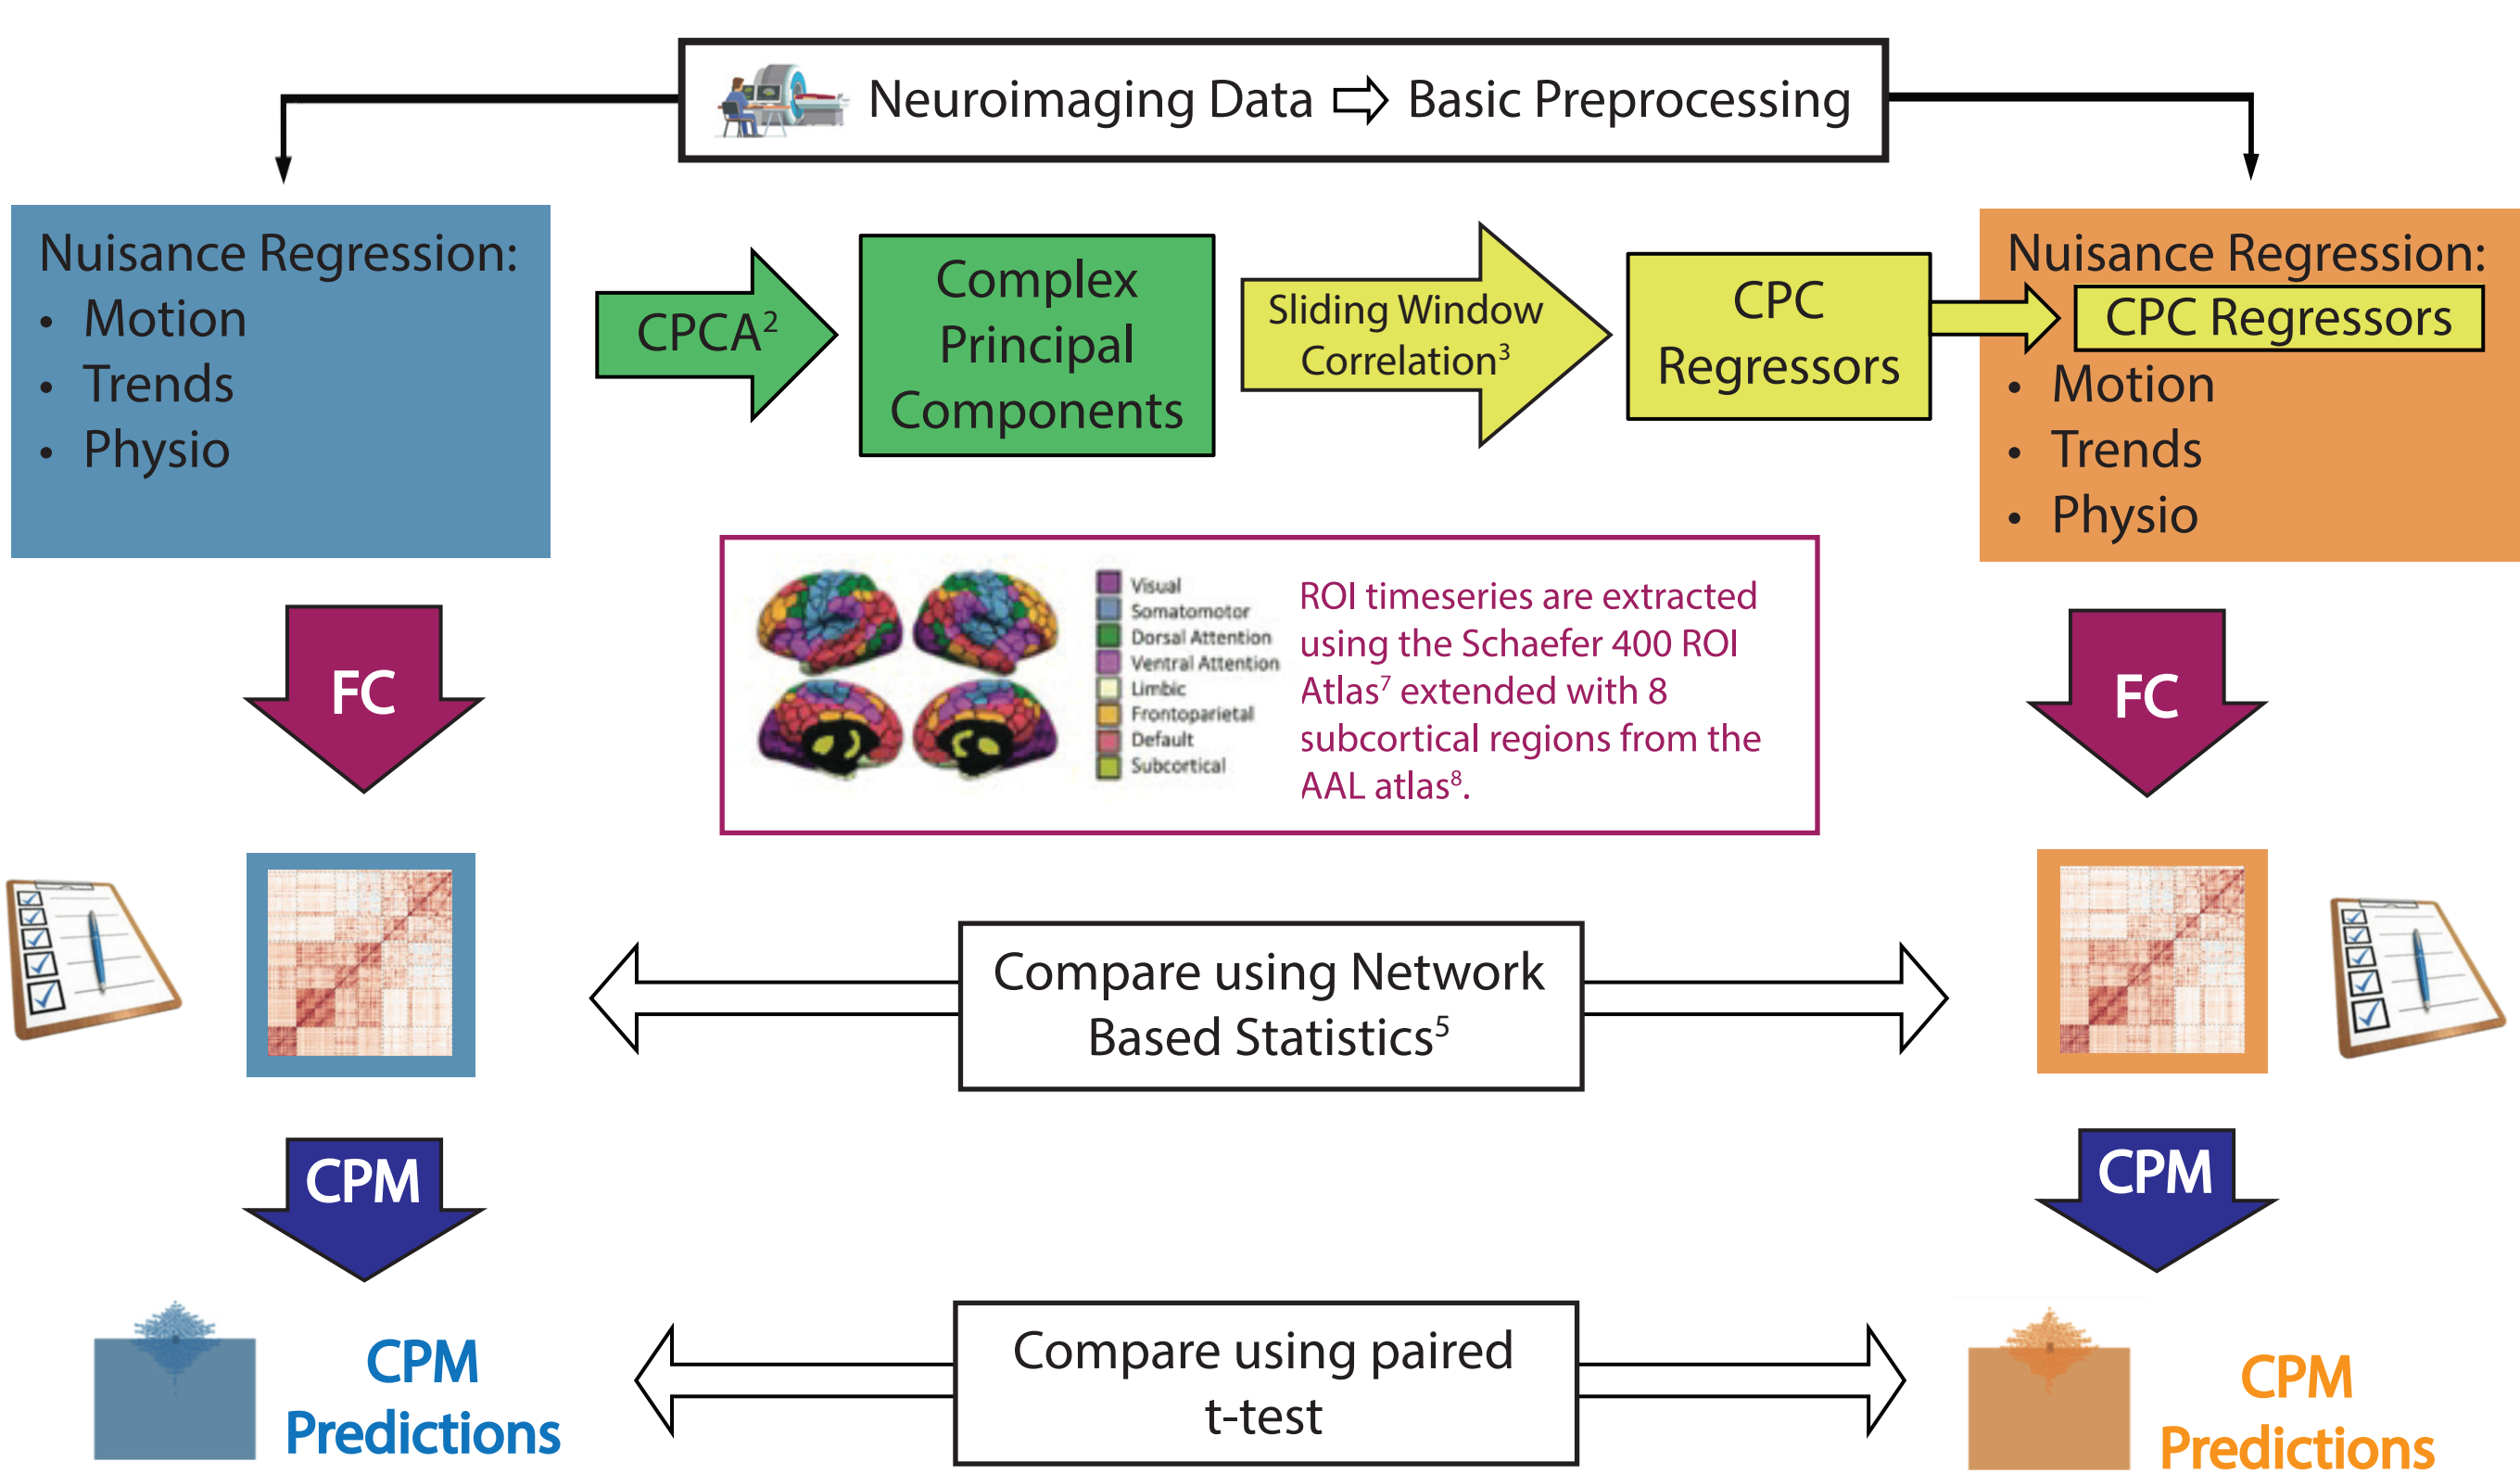 Neuroimaging Data ⇨ Basic Preprocessing
Nuisance Regression:
• Motion
• Trends
• Physio
CPCA²
Complex
Principal
Components
Sliding Window
Correlation³
CPC
Regressors
Nuisance Regression:
CPC Regressors
• Motion
• Trends
• Physio
FC
Visual
Somatomotor
Dorsal Attention
Ventral Attention
Limbic
Frontoparietal
Default
Subcortical
ROI timeseries are extracted
using the Schaefer 400 ROI
Atlas⁷ extended with 8
subcortical regions from the
AAL atlas⁸.
FC
Compare using Network
Based Statistics⁵
CPM
CPM
CPM
Predictions
Compare using paired
t-test
CPM
Predictions